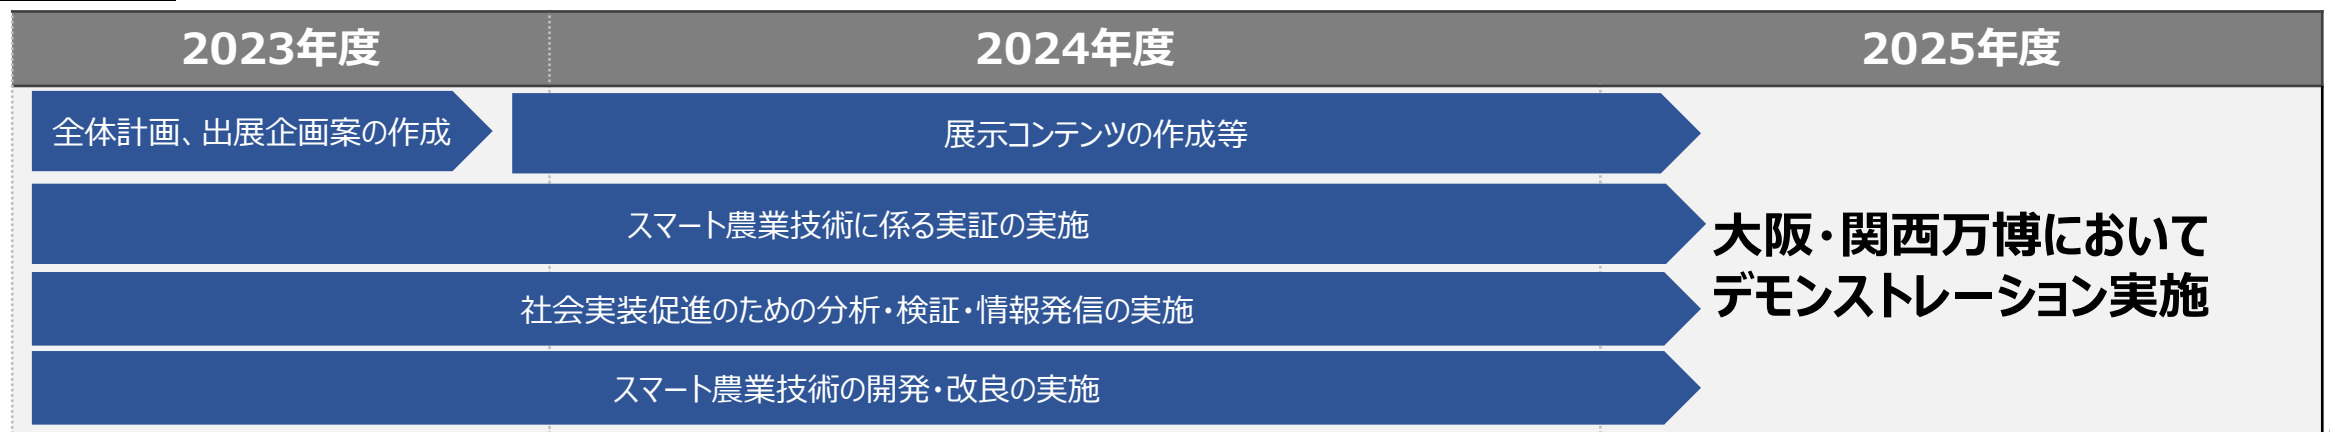 2023年度
2024年度
2025年度
全体計画、出展企画案の作成
展示コンテンツの作成等
スマート農業技術に係る実証の実施
社会実装促進のための分析・検証・情報発信の実施
スマート農業技術の開発・改良の実施
大阪・関西万博において
デモンストレーション実施